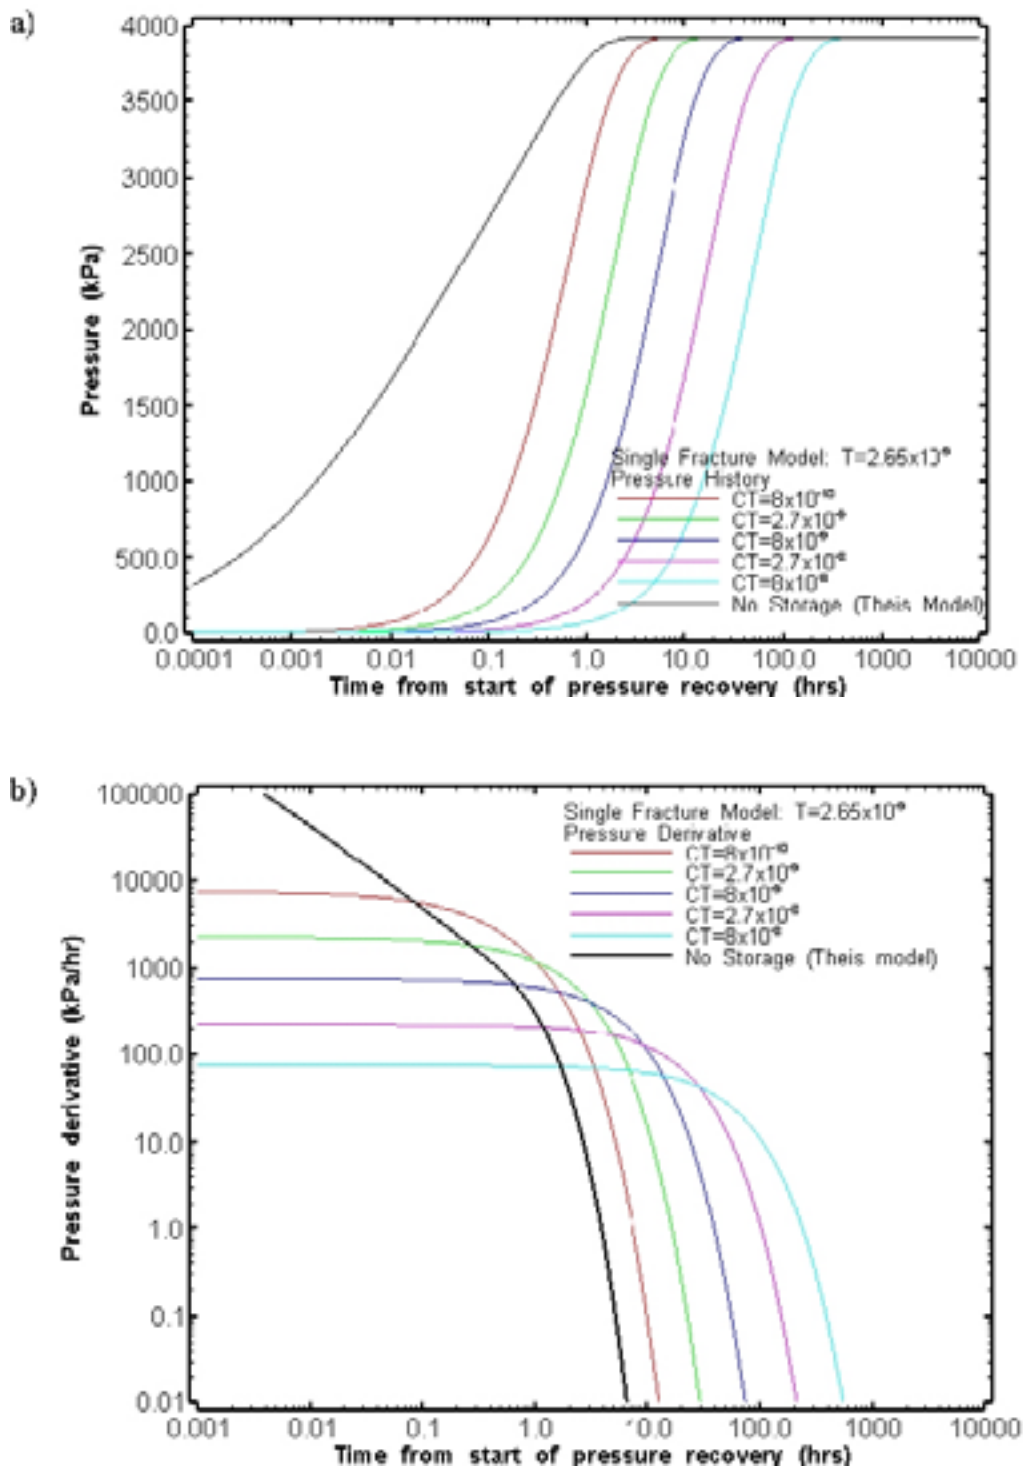 a)
4000
3500
3000
2500
2000
1500
1000
500.0
0.0
Pressure (kPa)
Single Fracture Model:
Pressure History
No Storage (Theis Model)
0.0001 0.001 0.01 0.1 1.0 10.0 100.0 1000 10000
Time from start of pressure recovery (hrs)
b)
100000
10000
1000
100.0
10.0
1.0
0.1
0.01
Pressure derivative (kPa/hr)
Single Fracture Model:
Pressure Derivative
No Storage (Theis model)
0.001 0.01 0.1 1.0 10.0 100.0 1000 10000
Time from start of pressure recovery (hrs)